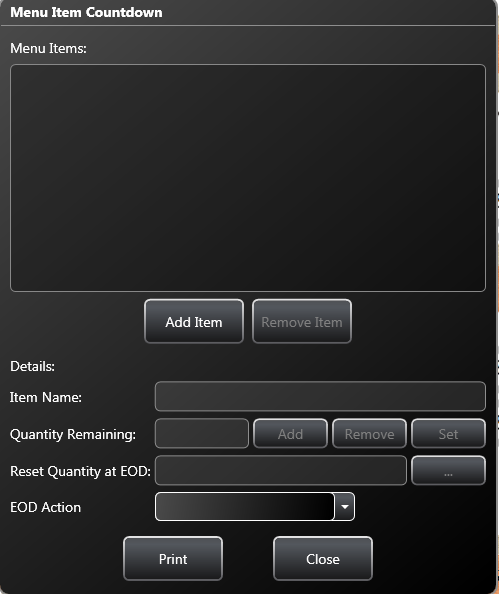 Menu Item Countdown
Menu Items:
Add Item Remove Item
Details:
Item Name:
Quantity Remaining: Add Remove Set
Reset Quantity at EOD: ...
EOD Action
Print Close